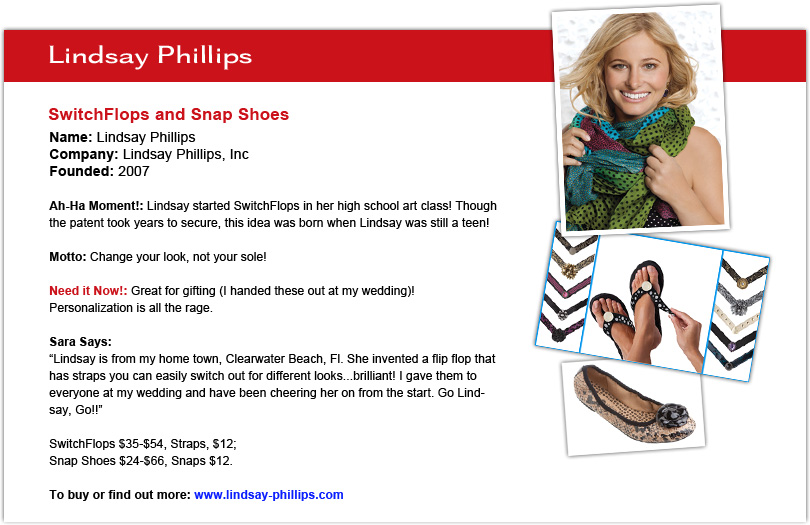 Lindsay Phillips
SwitchFlops and Snap Shoes
Name: Lindsay Phillips
Company: Lindsay Phillips, Inc
Founded: 2007
Ah-Ha Moment!: Lindsay started SwitchFlops in her high school art class! Though
the patent took years to secure, this idea was born when Lindsay was still a teen!
Motto: Change your look, not your sole!
Need it Now!: Great for gifting (I handed these out at my wedding)!
Personalization is all the rage.
Sara Says:
“Lindsay is from my home town, Clearwater Beach, Fl. She invented a flip flop that
has straps you can easily switch out for different looks...brilliant! I gave them to
everyone at my wedding and have been cheering her on from the start. Go Lind-
say, Go!!”
SwitchFlops $35-$54, Straps, $12;
Snap Shoes $24-$66, Snaps $12.
To buy or find out more: www.lindsay-phillips.com